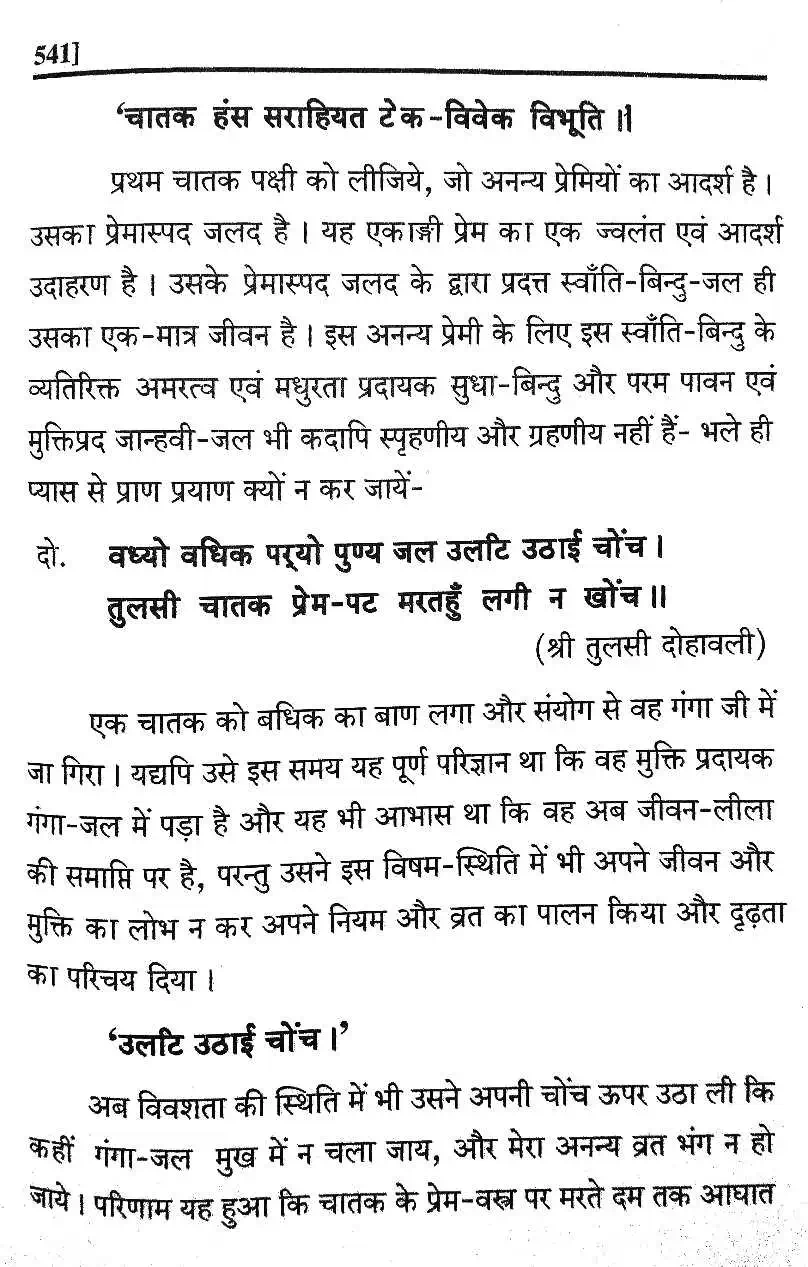 541]
‘चातक हंस सराहियत टेक-विवेक विभूति ।।
प्रथम चातक पक्षी को लीजिये, जो अनन्य प्रेमियों का आदर्श है ।
उसका प्रेमास्पद जलद है । यह एकाङ्गी प्रेम का एक ज्वलंत एवं आदर्श
उदाहरण है । उसके प्रेमास्पद जलद के द्वारा प्रदत्त स्वाँति-बिन्दु-जल ही
उसका एक-मात्र जीवन है । इस अनन्य प्रेमी के लिए इस स्वाँति-बिन्दु के
व्यतिरिक्त अमरत्व एवं मधुरता प्रदायक सुधा-बिन्दु और परम पावन एवं
मुक्तिप्रद जान्हवी-जल भी कदापि स्पृहणीय और ग्रहणीय नहीं हैं- भले ही
प्यास से प्राण प्रयाण क्यों न कर जायें-
दो. वध्यो वधिक पर्‌यो पुण्य जल उलटि उठाई चोंच ।
तुलसी चातक प्रेम-पट मरतहुँ लगी न खोंच ॥
(श्री तुलसी दोहावली)
एक चातक को बधिक का बाण लगा और संयोग से वह गंगा जी में
जा गिरा । यद्यपि उसे इस समय यह पूर्ण परिज्ञान था कि वह मुक्ति प्रदायक
गंगा-जल में पड़ा है और यह भी आभास था कि वह अब जीवन-लीला
की समाप्ति पर है, परन्तु उसने इस विषम-स्थिति में भी अपने जीवन और
मुक्ति का लोभ न कर अपने नियम और व्रत का पालन किया और दृढ़ता
का परिचय दिया ।
‘उलटि उठाई चोंच ।’
अब विवशता की स्थिति में भी उसने अपनी चोंच ऊपर उठा ली कि
कहीं गंगा-जल मुख में न चला जाय, और मेरा अनन्य व्रत भंग न हो
जाये । परिणाम यह हुआ कि चातक के प्रेम-वस्त्र पर मरते दम तक आघात